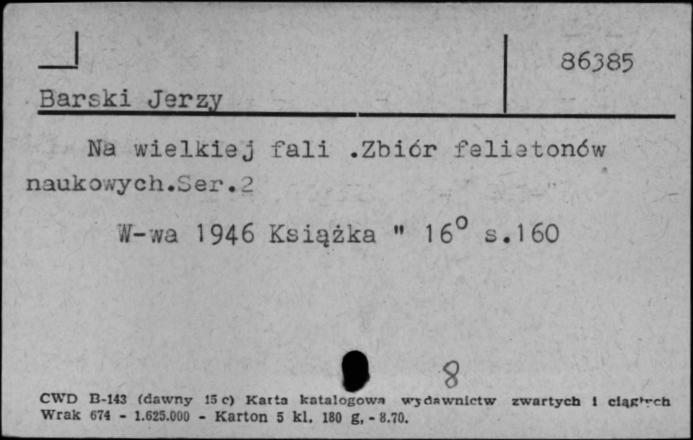 86385
Barski Jerzy
Na wielkiej fali .Zbiór felietonów
naukowych.Ser.2
W-wa 1946 Książka " 16° s.160
8
CWD B-143 (dawny 15 c) Karta katalogowa wydawnictw zwartych i ciągłych
Wrak 674 - 1.625.000 - Karton 5 kl. 180 g. - 8.70.